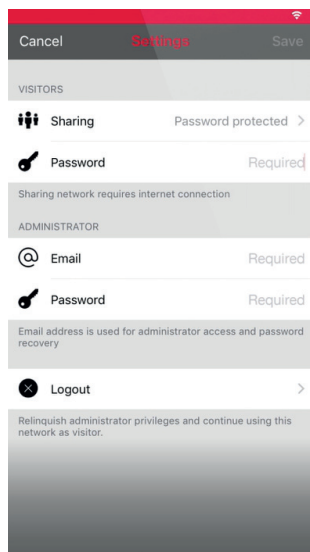 Cancel Settings Save
VISITORS
Sharing Password protected
Password Required
Sharing network requires internet connection
ADMINISTRATOR
Email Required
Password Required
Email address is used for administrator access and password
recovery
Logout
Relinquish administrator privileges and continue using this
network as visitor.